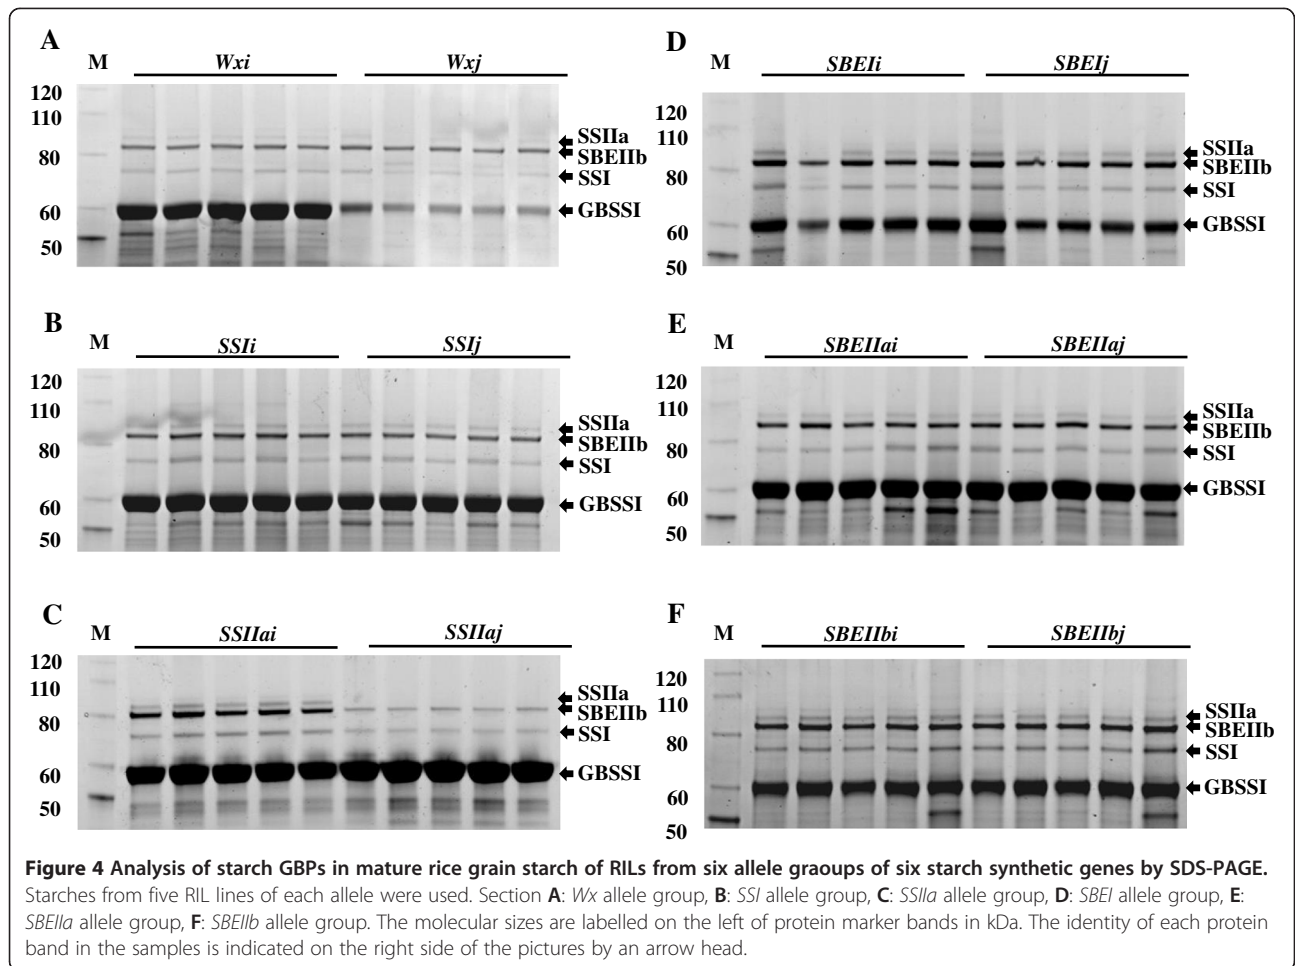 A
M Wxi Wxj
120
110
80
60
50
SSIIa
SBEIIb
SSI
GBSSI
B
M SSIi SSIj
120
110
80
60
50
SSIIa
SBEIIb
SSI
GBSSI
C
M SSIIai SSIIaj
120
110
80
60
50
SSIIa
SBEIIb
SSI
GBSSI
D
M SBEIi SBEIj
120
110
80
60
50
SSIIa
SBEIIb
SSI
GBSSI
E
M SBEIIai SBEIIaj
120
110
80
60
50
SSIIa
SBEIIb
SSI
GBSSI
F
M SBEIIbi SBEIIbj
120
110
80
60
50
SSIIa
SBEIIb
SSI
GBSSI
Figure 4 Analysis of starch GBPs in mature rice grain starch of RILs from six allele graoups of six starch synthetic genes by SDS-PAGE.
Starches from five RIL lines of each allele were used. Section A: Wx allele group, B: SSI allele group, C: SSIIa allele group, D: SBEI allele group, E:
SBEIIa allele group, F: SBEIIb allele group. The molecular sizes are labelled on the left of protein marker bands in kDa. The identity of each protein
band in the samples is indicated on the right side of the pictures by an arrow head.